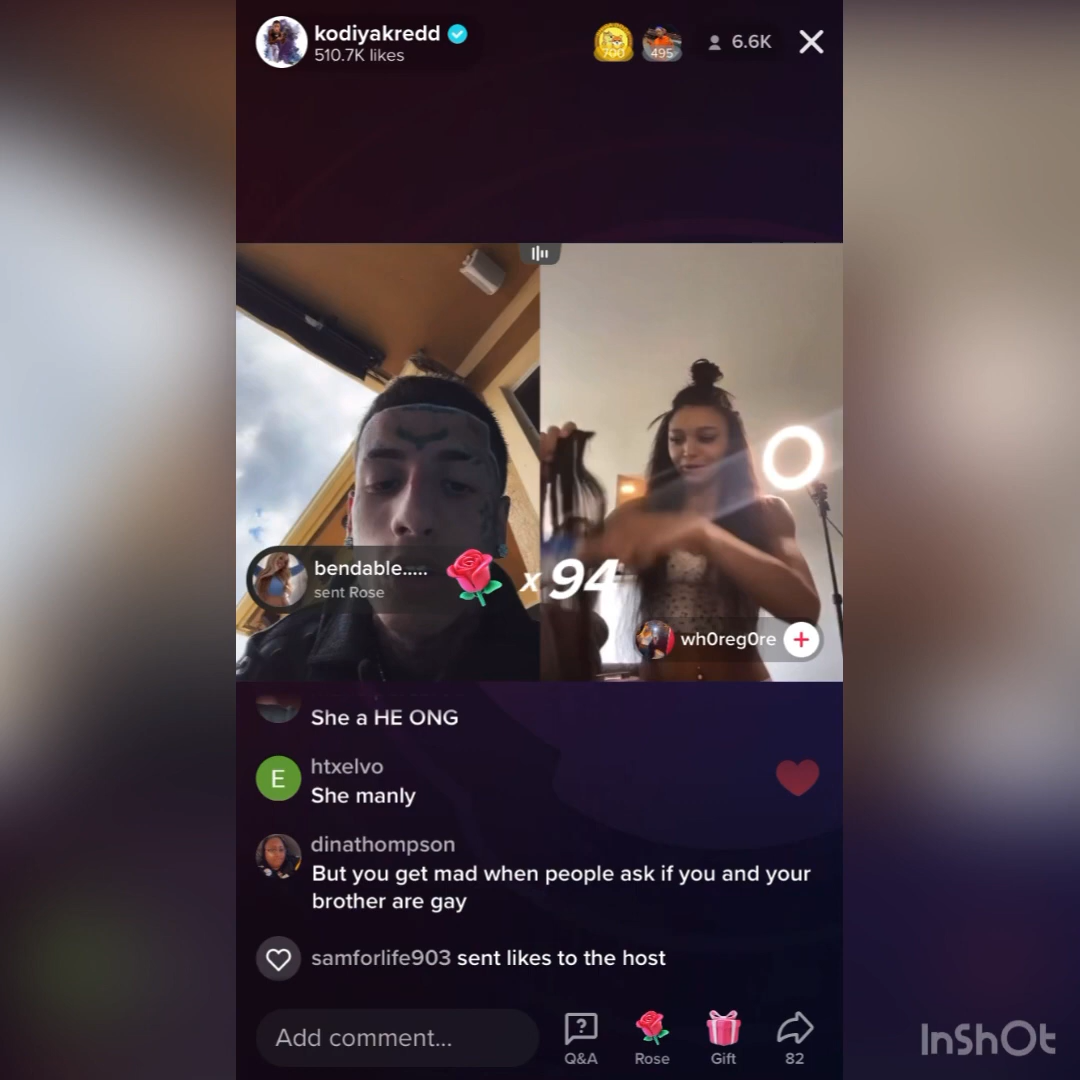 kodiyakredd
510.7K likes
700
495
6.6K
bendable.....
sent Rose
x 94
wh0reg0re
She a HE ONG
E
htxelvo
She manly
dinathompson
But you get mad when people ask if you and your
brother are gay
samforlife903 sent likes to the host
Add comment...
Q&A
Rose
Gift
82
InShOt